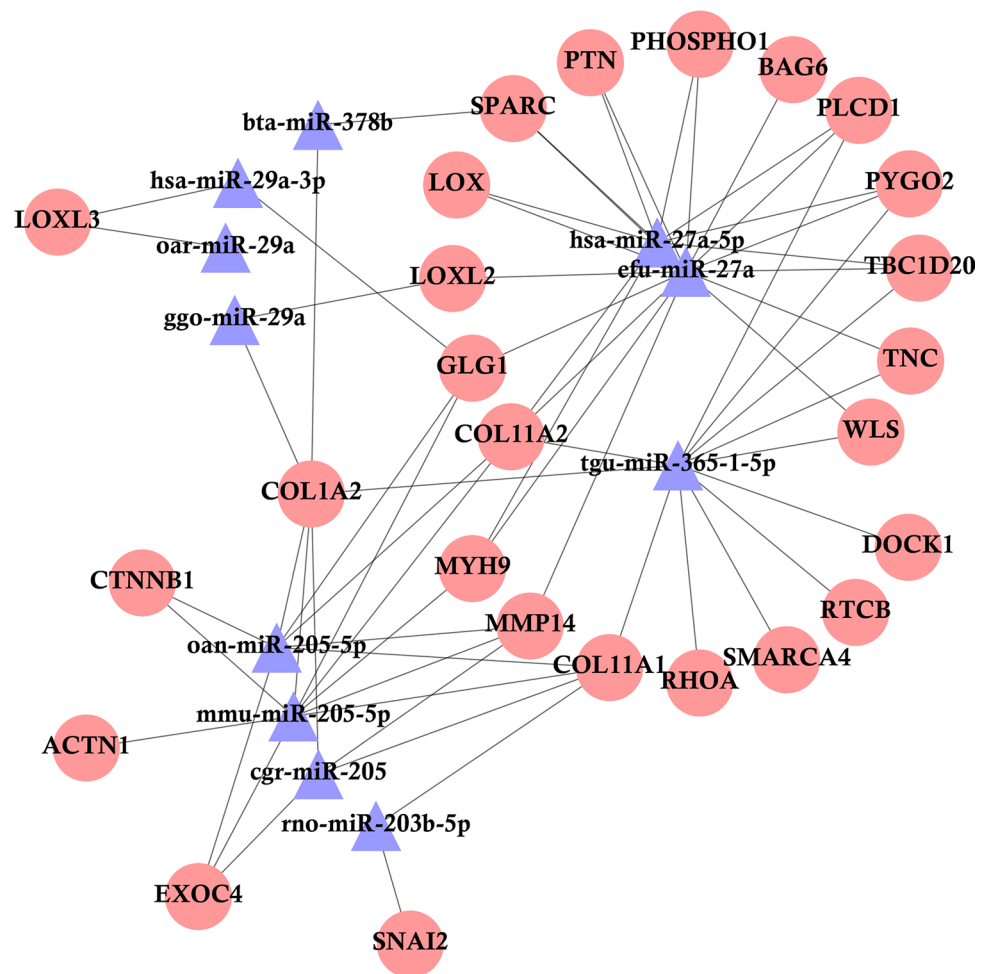 PHOSPHO1
PTN
BAG6
SPARC
PLCD1
bta-miR-378b
hsa-miR-29a-3p
LOX
PYGO2
LOXL3
oar-miR-29a
hsa-miR-27a-5p
efu-miR-27a
TBC1D20
LOXL2
ggo-miR-29a
GLG1
TNC
COL11A2
WLS
tgu-miR-365-1-5p
COL1A2
DOCK1
CTNNB1
MYH9
RTCB
MMP14
oan-miR-205-5p
SMARCA4
COL11A1
RHOA
mmu-miR-205-5p
ACTN1
cgr-miR-205
rno-miR-203b-5p
EXOC4
SNAI2